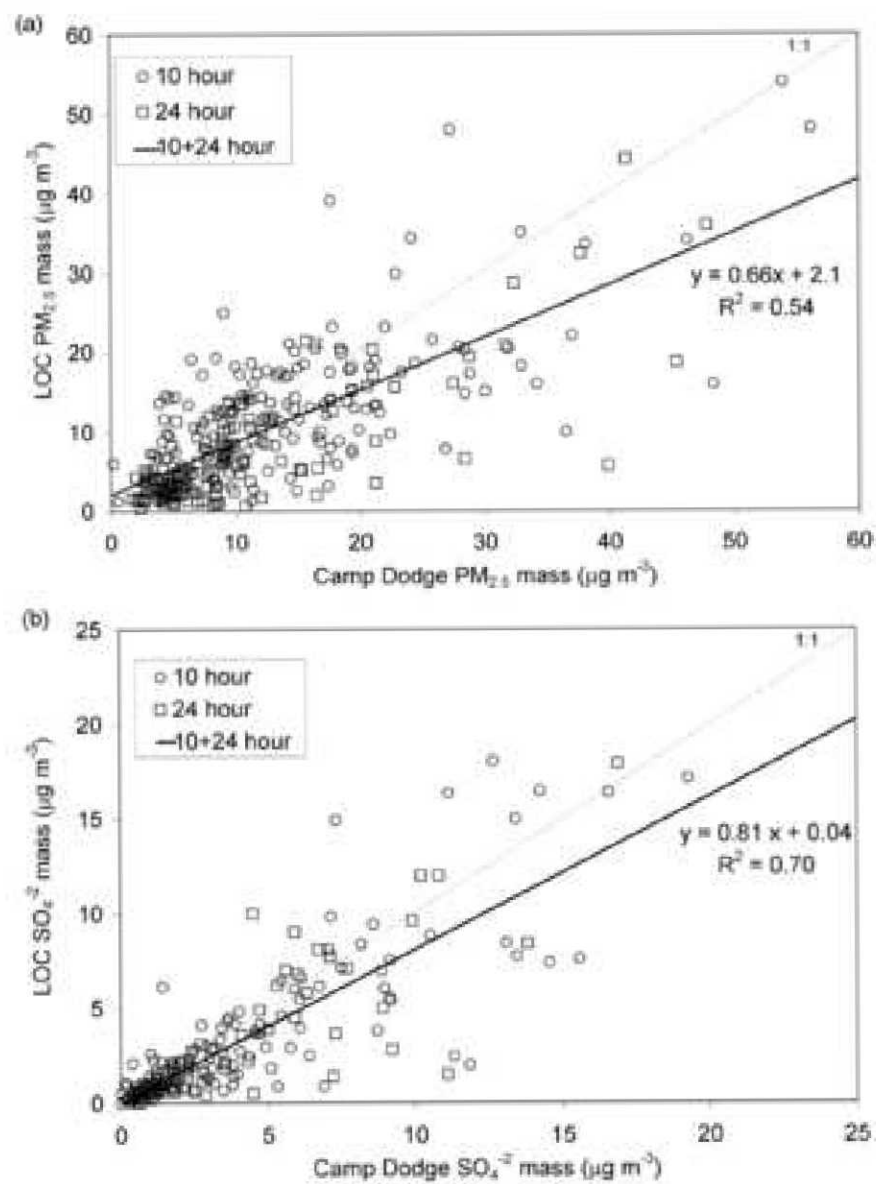 (a)
60
50
40
30
20
10
0
LOC PM2.5 mass (µg m-3)
10 hour
24 hour
10+24 hour
1:1
y = 0.66x + 2.1
R2 = 0.54
0 10 20 30 40 50 60
Camp Dodge PM2.5 mass (µg m-3)
(b)
25
20
15
10
5
0
LOC SO4-2 mass (µg m-3)
10 hour
24 hour
10+24 hour
1:1
y = 0.81 x + 0.04
R2 = 0.70
0 5 10 15 20 25
Camp Dodge SO4-2 mass (µg m-3)